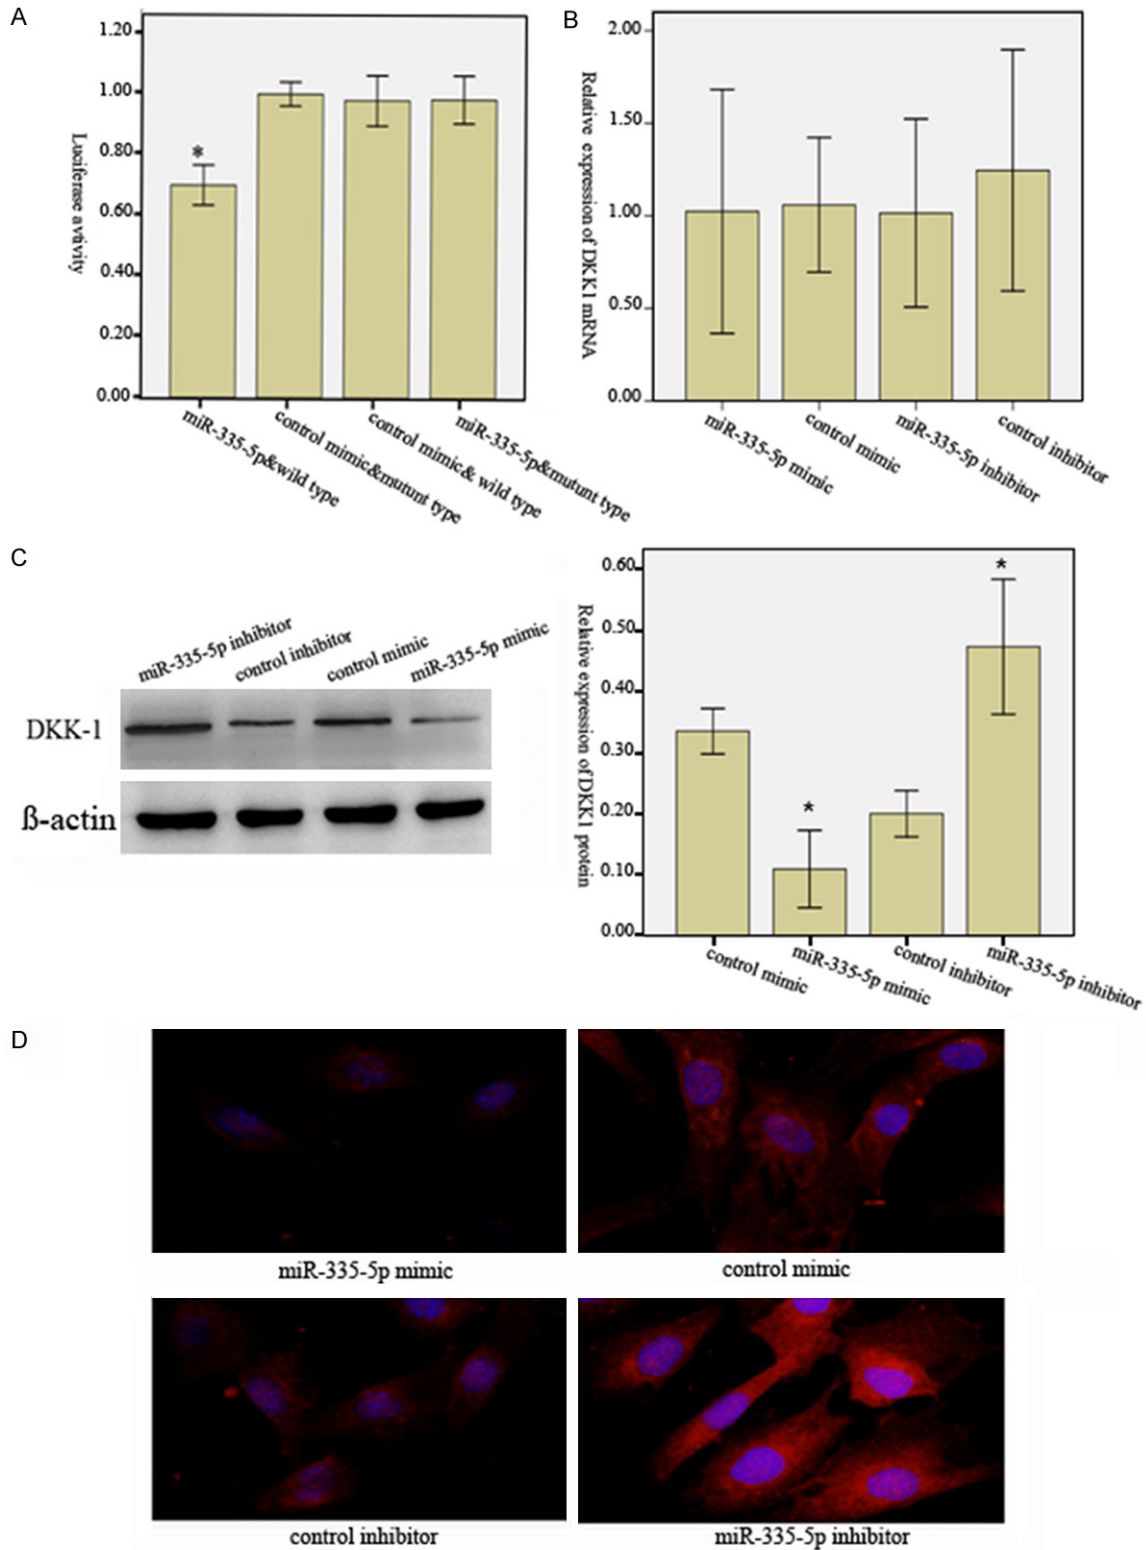 A
1.20
1.00
0.80
0.60
0.40
0.20
0.00
Luciferase avtivity
*
miR-335-5p&wild type
control mimic&mutunt type
control mimic& wild type
miR-335-5p&mutunt type
B
2.00
1.50
1.00
0.50
0.00
Relative expression of DKK1 mRNA
miR-335-5p mimic
control mimic
miR-335-5p inhibitor
control inhibitor
C
miR-335-5p inhibitor
control inhibitor
control mimic
miR-335-5p mimic
DKK-1
ß-actin
0.60
0.50
0.40
0.30
0.20
0.10
0.00
Relative expression of DKK1 protein
*
*
control mimic
miR-335-5p mimic
control inhibitor
miR-335-5p inhibitor
D
miR-335-5p mimic
control mimic
control inhibitor
miR-335-5p inhibitor